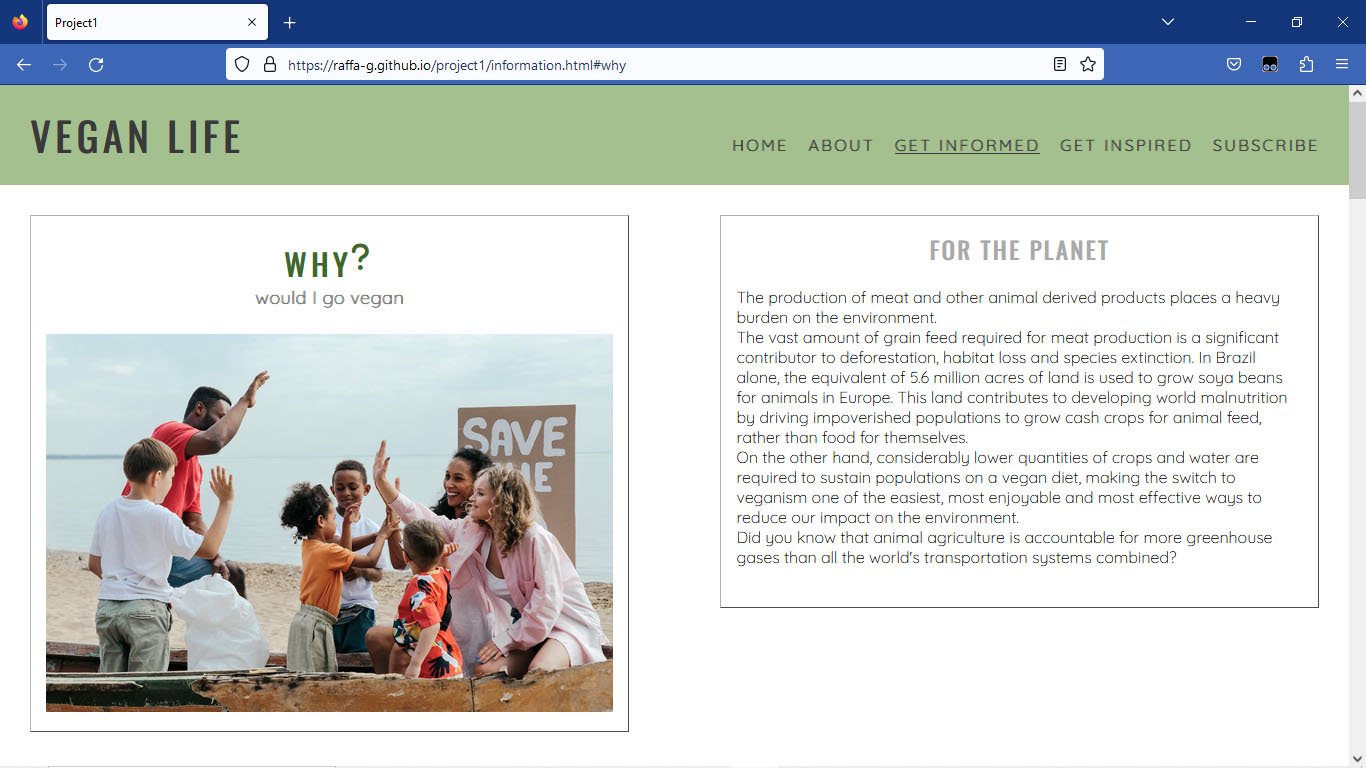 Project1
https://raffa-g.github.io/project1/information.html#why
VEGAN LIFE
HOME ABOUT GET INFORMED GET INSPIRED SUBSCRIBE
WHY?
would I go vegan
SAVE
THE
FOR THE PLANET
The production of meat and other animal derived products places a heavy
burden on the environment.
The vast amount of grain feed required for meat production is a significant
contributor to deforestation, habitat loss and species extinction. In Brazil
alone, the equivalent of 5.6 million acres of land is used to grow soya beans
for animals in Europe. This land contributes to developing world malnutrition
by driving impoverished populations to grow cash crops for animal feed,
rather than food for themselves.
On the other hand, considerably lower quantities of crops and water are
required to sustain populations on a vegan diet, making the switch to
veganism one of the easiest, most enjoyable and most effective ways to
reduce our impact on the environment.
Did you know that animal agriculture is accountable for more greenhouse
gases than all the world's transportation systems combined?